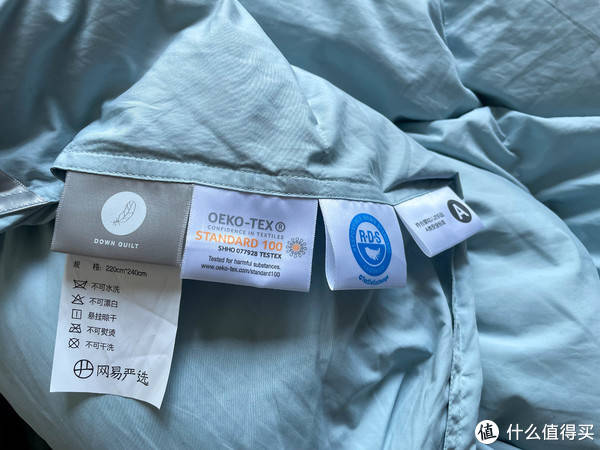 DOWN QUILT
OEKO-TEX®
CONFIDENCE IN TEXTILES
STANDARD 100
SHHO 077928 TESTEX
Tested for harmful substances.
www.oeko-tex.com/standard100
R·D·S
A
规 格: 220cm*240cm
不可水洗
不可漂白
悬挂晾干
不可熨烫
不可干洗
网易严选
值 什么值得买